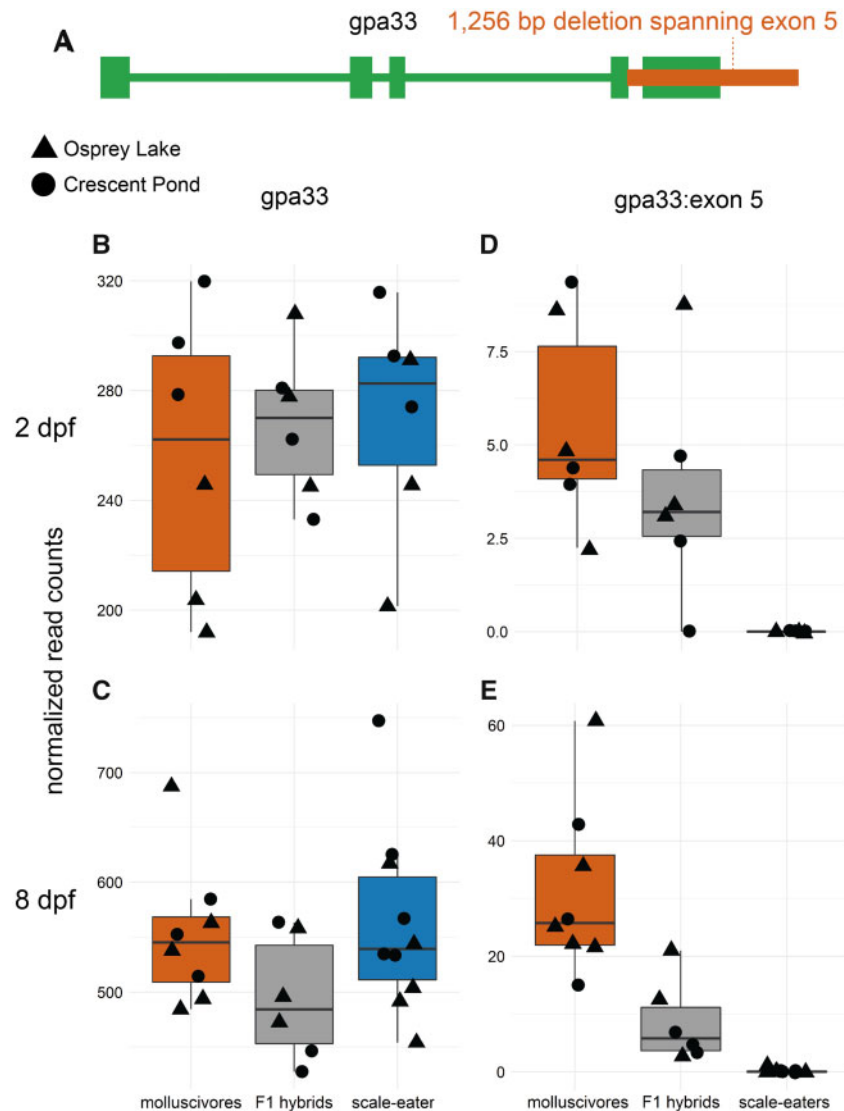 A
gpa33
1,256 bp deletion spanning exon 5
Osprey Lake
Crescent Pond
gpa33
gpa33:exon 5
B
D
320
280
240
200
7.5
5.0
2.5
0.0
2 dpf
normalized read counts
C
E
700
600
500
60
40
20
0
8 dpf
molluscivores F1 hybrids scale-eater
molluscivores F1 hybrids scale-eaters